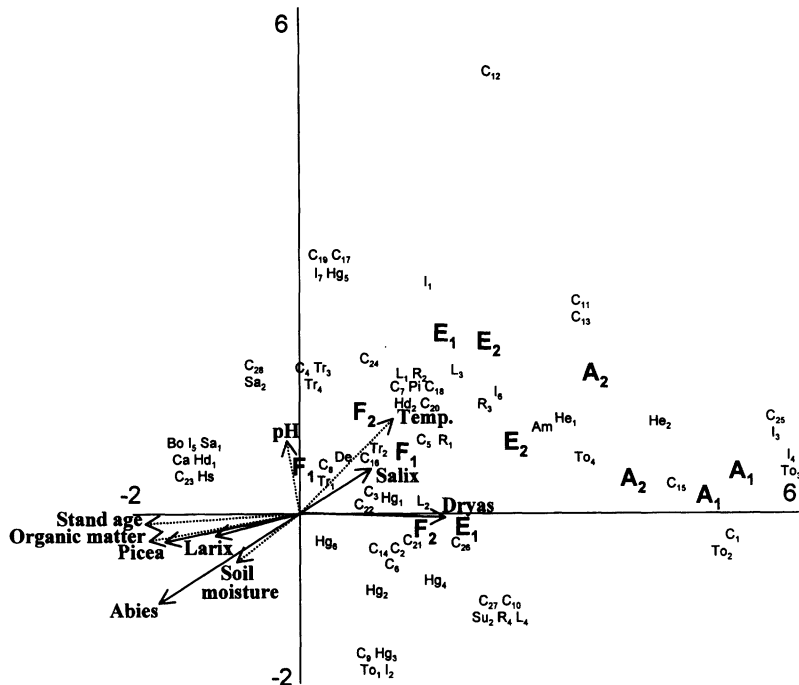 6
C₁₂
C₁₉ C₁₇
I₇ Hg₅
I₁
C₁₁
C₁₃
E₁
E₂
C₂₄
C₂₈
Sa₂
C₄ Tr₃
Tr₄
L₁ R₂
C₇ Pi C₁₈
Hd₂ C₂₀
L₃
A₂
I₆
R₃
F₂
Temp.
pH
Am
He₁
He₂
C₂₅
I₃
Bo I₅ Sa₁
Ca Hd₁
C₂₃ Hs
E₂
C₅ R₁
Tr₂
C₁₆
F₁
De
F₁
C₈
Tr₁
To₄
I₄
To₃
Salix
A₂
C₁₅
A₁
A₁
-2
6
C₃ Hg₁
C₂₂
L₂
Dryas
Stand age
Organic matter
Picea
Larix
F₂
E₁
C₂₆
C₁
To₂
Hg₆
C₁₄ C₂
C₂₁
C₆
Soil
moisture
Hg₄
Hg₂
Abies
C₂₇ C₁₀
Su₂ R₄ L₄
C₉ Hg₃
To₁ I₂
-2